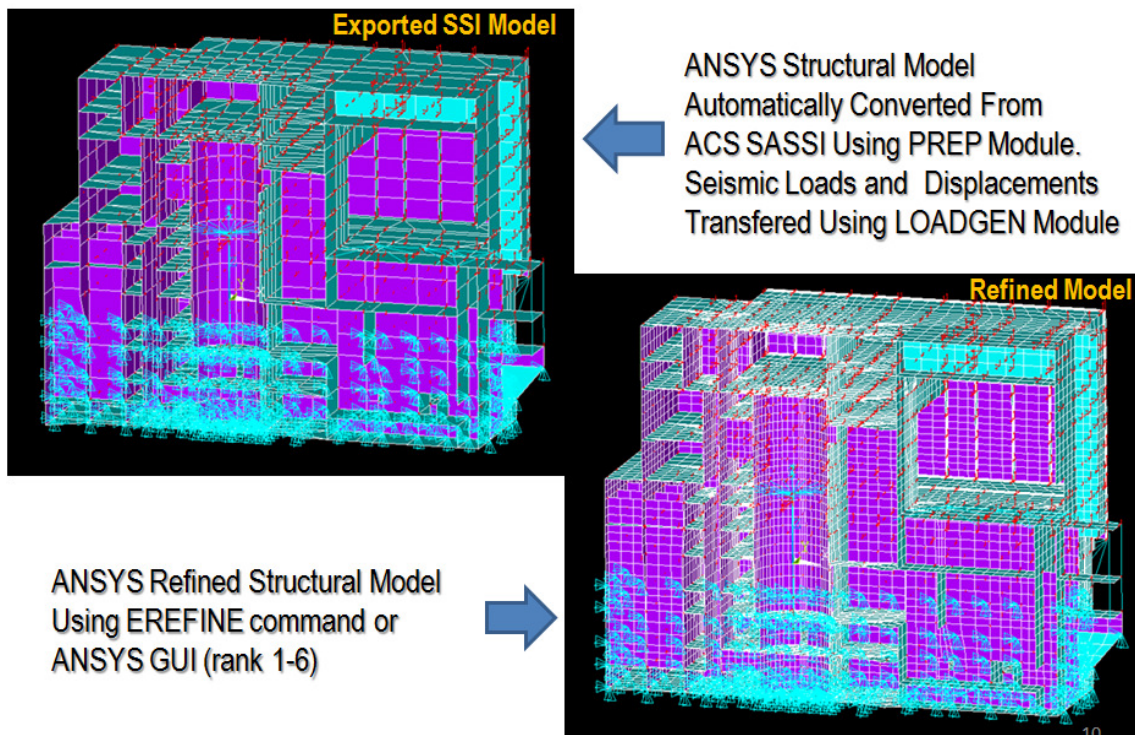 Exported SSI Model
ANSYS Structural Model
Automatically Converted From
ACS SASSI Using PREP Module.
Seismic Loads and Displacements
Transfered Using LOADGEN Module
Refined Model
ANSYS Refined Structural Model
Using EREFINE command or
ANSYS GUI (rank 1-6)
10